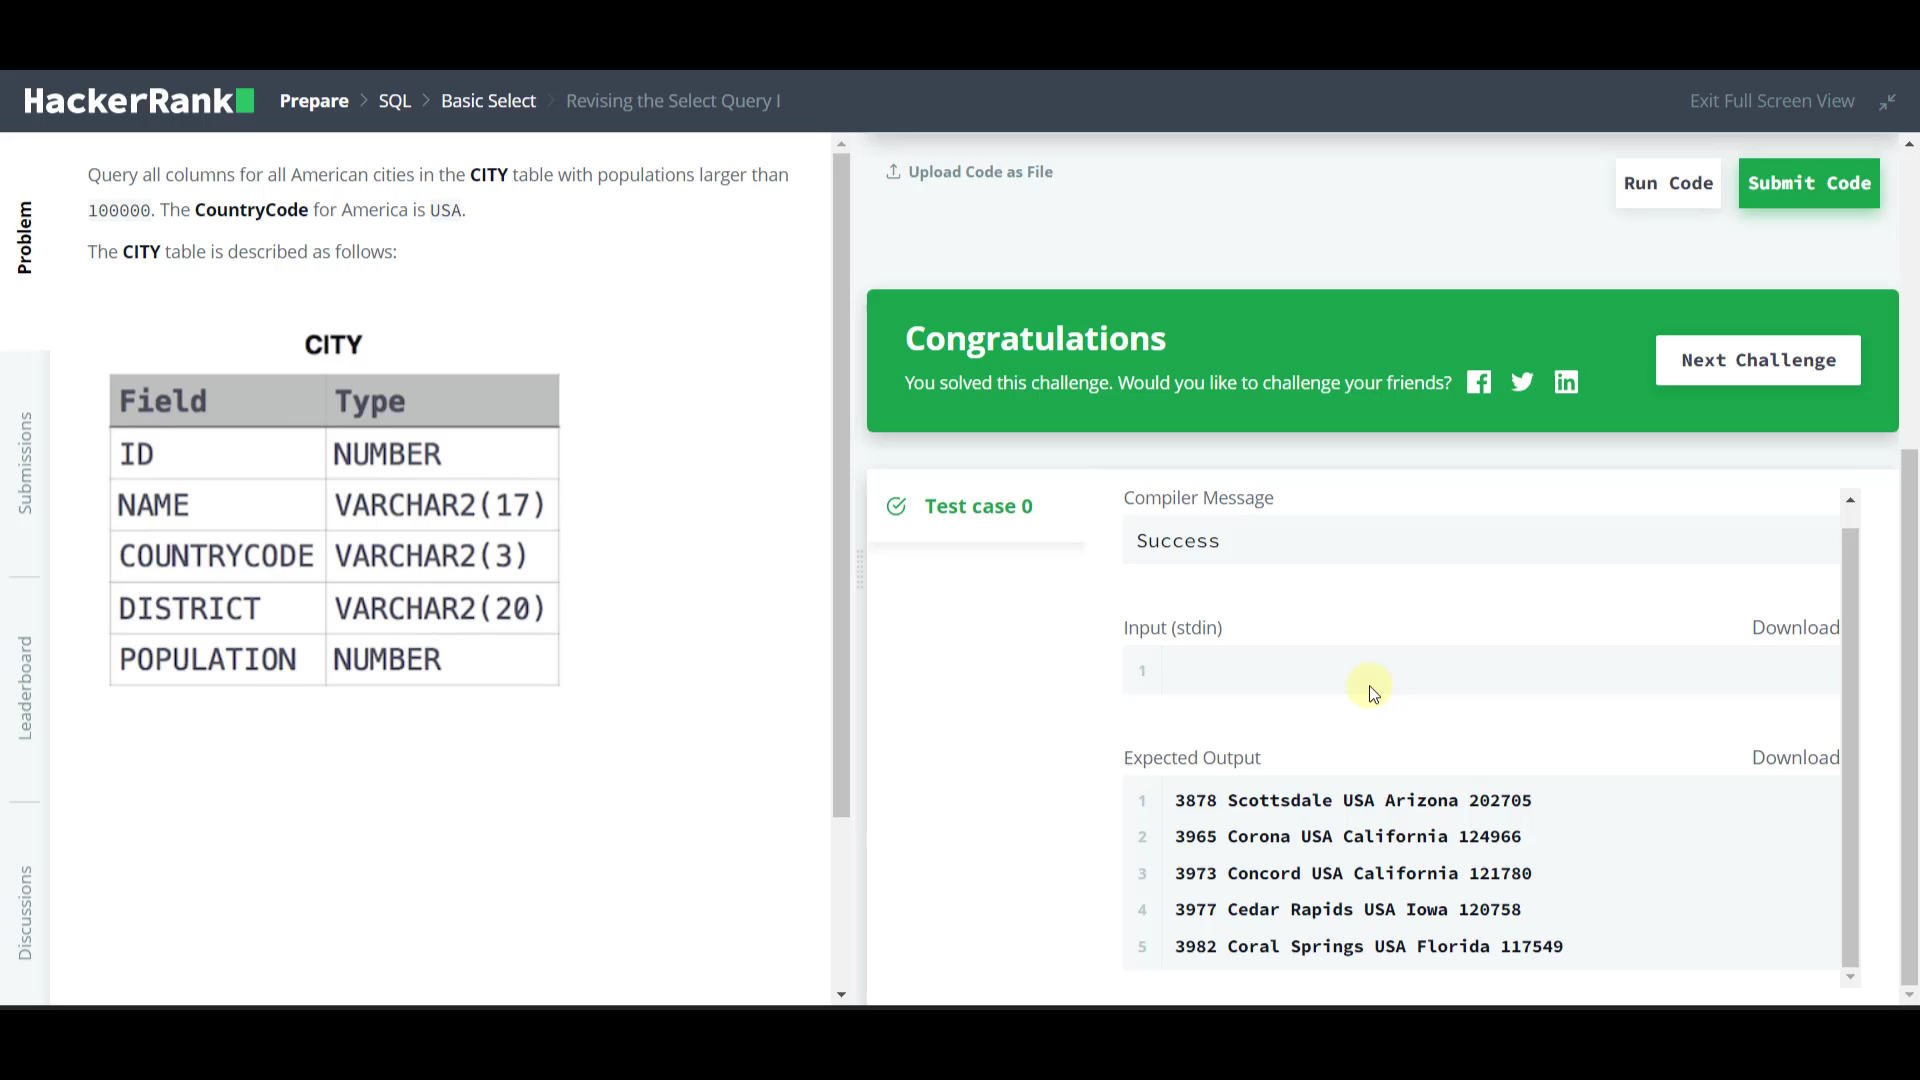 HackerRank
Prepare > SQL > Basic Select > Revising the Select Query I
Exit Full Screen View
Problem
Submissions
Leaderboard
Discussions
Query all columns for all American cities in the CITY table with populations larger than
100000. The CountryCode for America is USA.
The CITY table is described as follows:
CITY
Field Type
ID NUMBER
NAME VARCHAR2(17)
COUNTRYCODE VARCHAR2(3)
DISTRICT VARCHAR2(20)
POPULATION NUMBER
Upload Code as File
Run Code
Submit Code
Congratulations
You solved this challenge. Would you like to challenge your friends?
Next Challenge
Test case 0
Compiler Message
Success
Input (stdin) Download
1
Expected Output Download
1 3878 Scottsdale USA Arizona 202705
2 3965 Corona USA California 124966
3 3973 Concord USA California 121780
4 3977 Cedar Rapids USA Iowa 120758
5 3982 Coral Springs USA Florida 117549